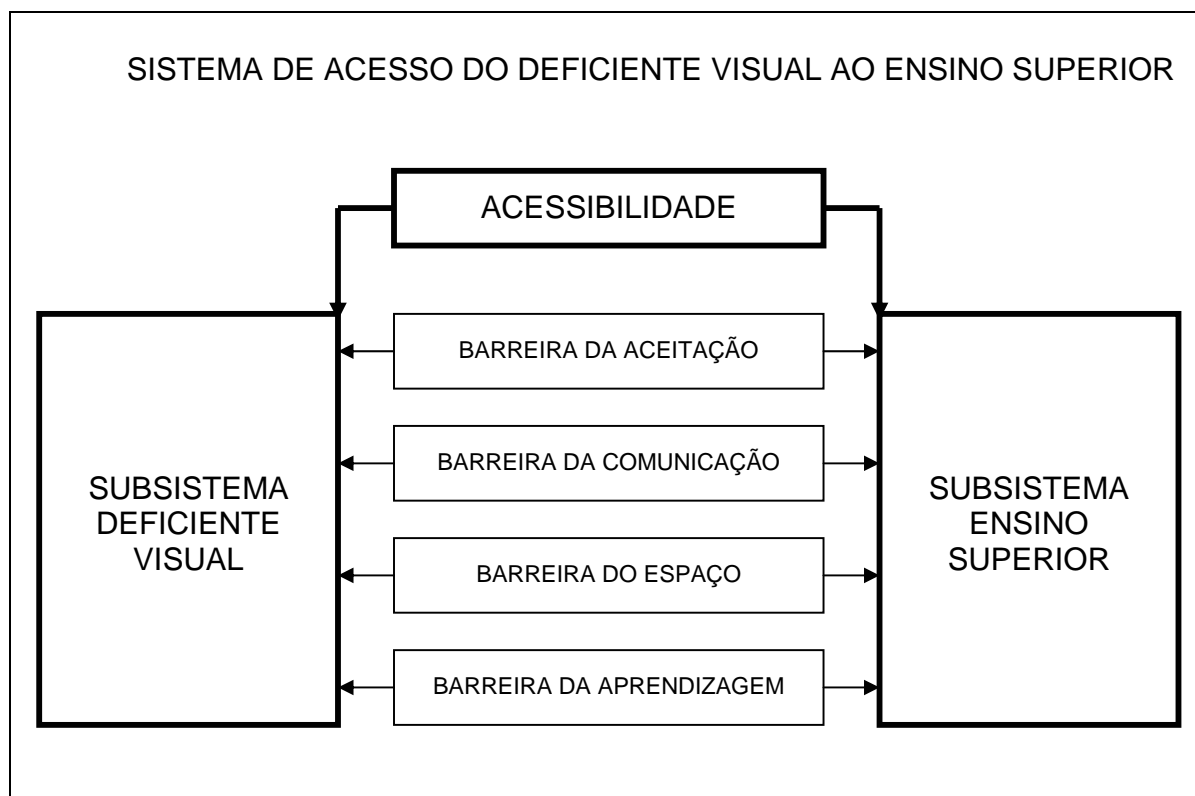 SISTEMA DE ACESSO DO DEFICIENTE VISUAL AO ENSINO SUPERIOR
ACESSIBILIDADE
BARREIRA DA ACEITAÇÃO
BARREIRA DA COMUNICAÇÃO
SUBSISTEMA
DEFICIENTE
VISUAL
SUBSISTEMA
ENSINO
SUPERIOR
BARREIRA DO ESPAÇO
BARREIRA DA APRENDIZAGEM